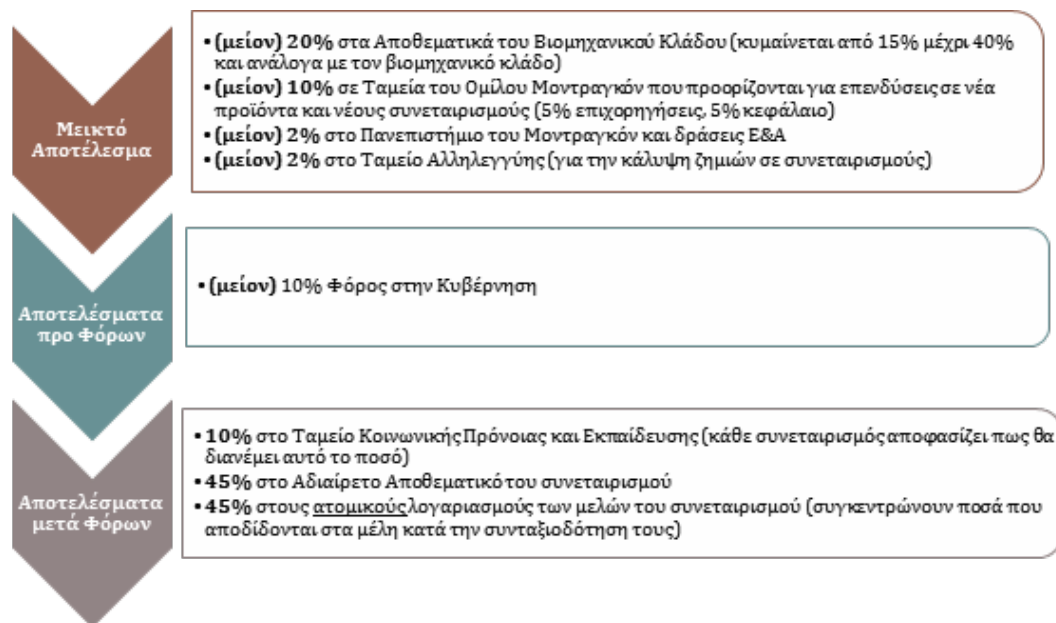 Μεικτό
Αποτέλεσμα
• (μείον) 20% στα Αποθεματικά του Βιομηχανικού Κλάδου (κυμαίνεται από 15% μέχρι 40%
και ανάλογα με τον βιομηχανικό κλάδο)
• (μείον) 10% σε Ταμεία του Ομίλου Μοντραγκόν που προορίζονται για επενδύσεις σε νέα
προϊόντα και νέους συνεταιρισμούς (5% επιχορηγήσεις, 5% κεφάλαιο)
• (μείον) 2% στο Πανεπιστήμιο του Μοντραγκόν και δράσεις Ε&Α
• (μείον) 2% στο Ταμείο Αλληλεγγύης (για την κάλυψη ζημιών σε συνεταιρισμούς)
Αποτελέσματα
προ Φόρων
• (μείον) 10% Φόρος στην Κυβέρνηση
Αποτελέσματα
μετά Φόρων
• 10% στο Ταμείο Κοινωνικής Πρόνοιας και Εκπαίδευσης (κάθε συνεταιρισμός αποφασίζει πως θα
διανέμει αυτό το ποσό)
• 45% στο Αδιαίρετο Αποθεματικό του συνεταιρισμού
• 45% στους ατομικούς λογαριασμούς των μελών του συνεταιρισμού (συγκεντρώνουν ποσά που
αποδίδονται στα μέλη κατά την συνταξιοδότηση τους)